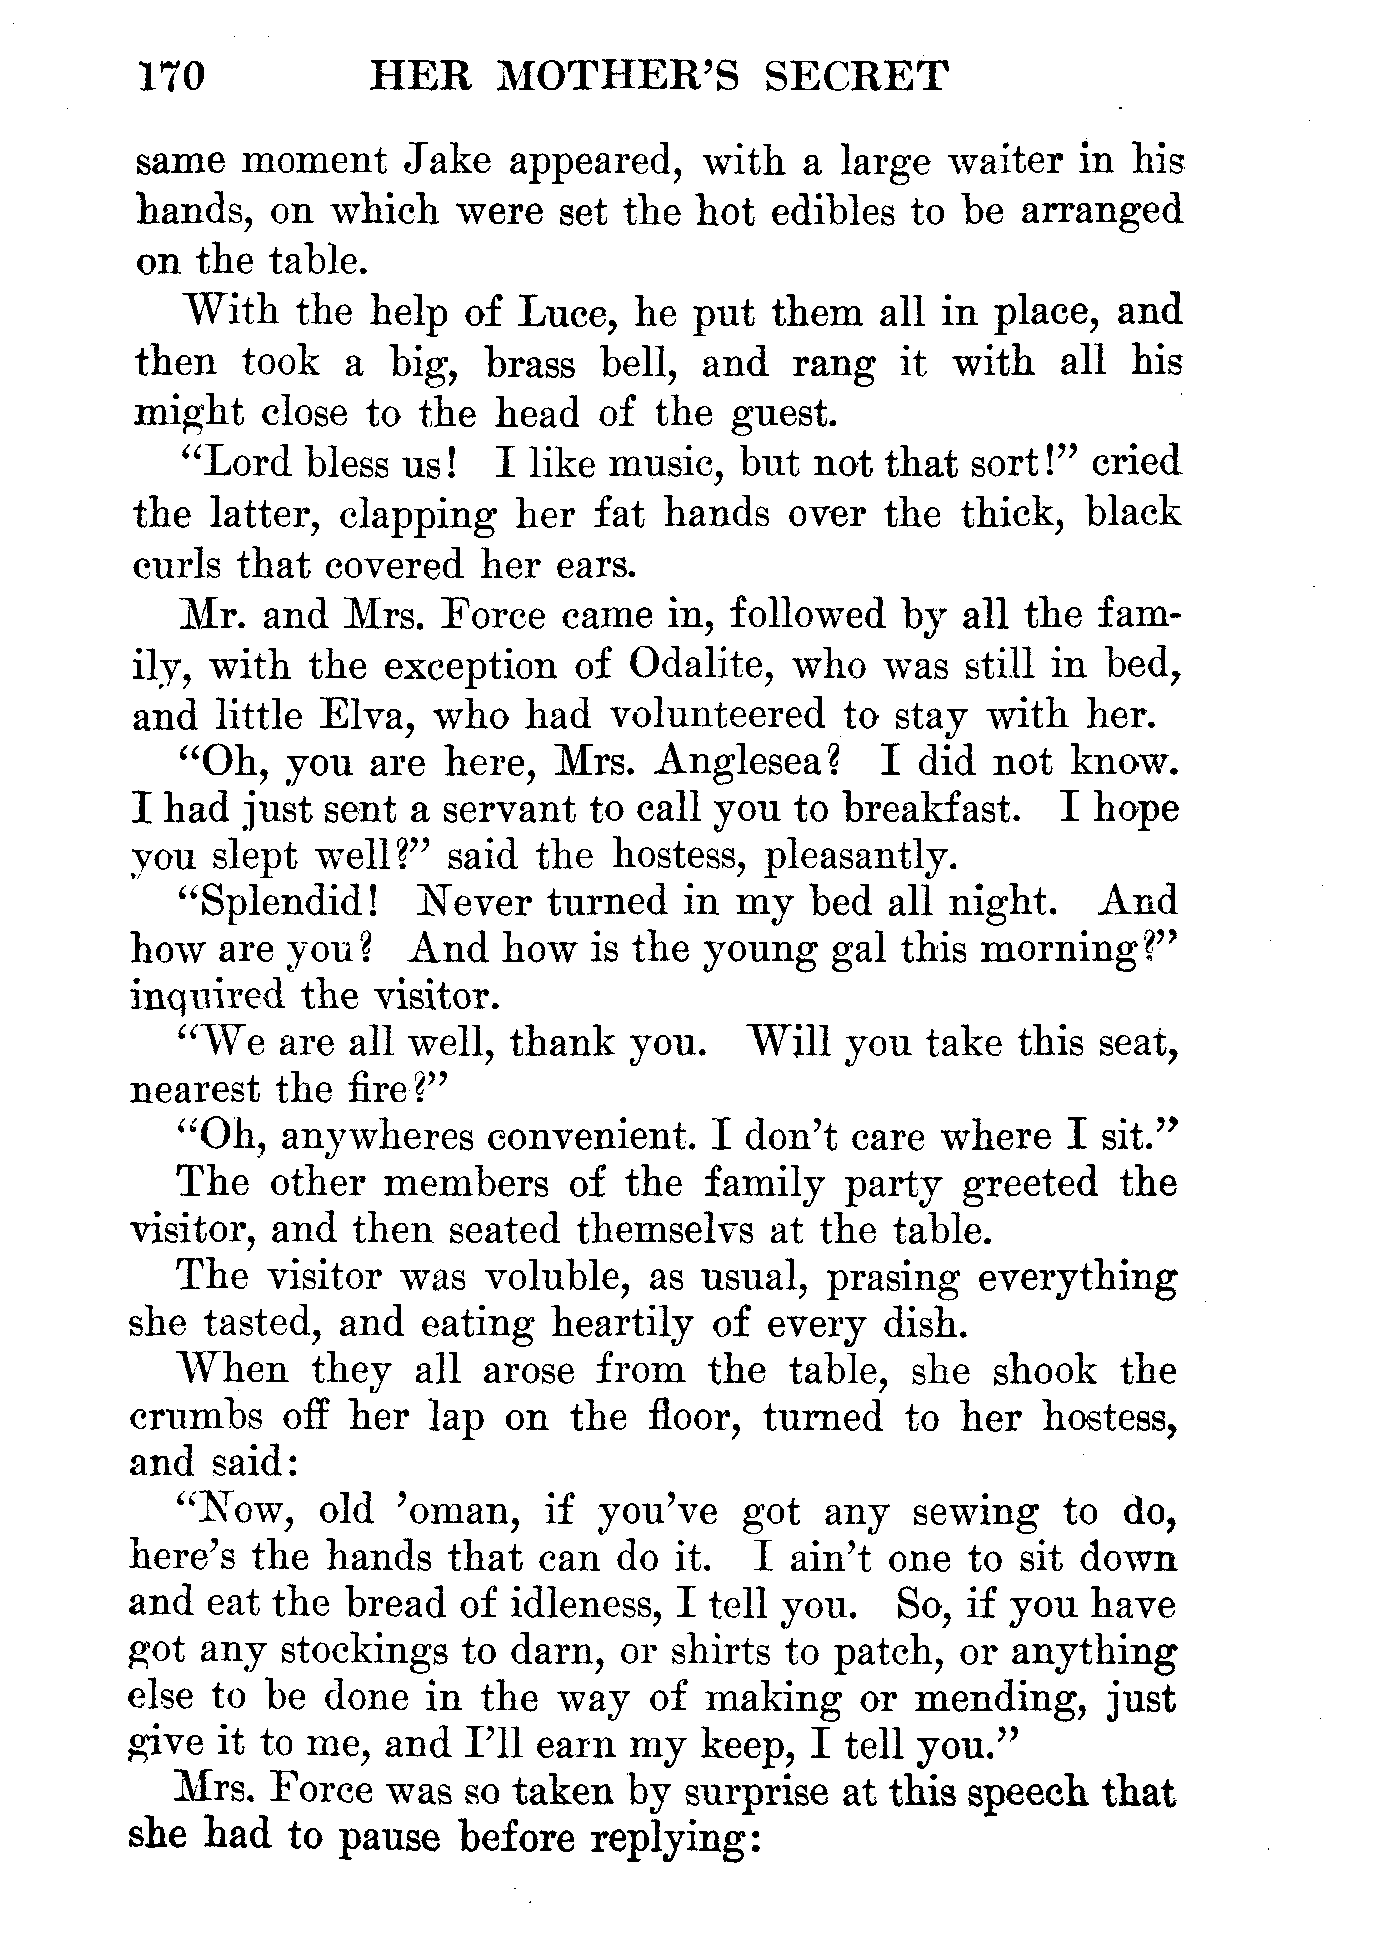 170 HER MOTHER'S SECRET
same moment Jake appeared, with a large waiter in his
hands, on which were set the hot edibles to be arranged
on the table.
With the help of Luce, he put them all in place, and
then took a big, brass bell, and rang it with all his
might close to the head of the guest.
“Lord bless us! I like music, but not that sort!” cried
the latter, clapping her fat hands over the thick, black
curls that covered her ears.
Mr. and Mrs. Force came in, followed by all the fam-
ily, with the exception of Odalite, who was still in bed,
and little Elva, who had volunteered to stay with her.
“Oh, you are here, Mrs. Anglesea? I did not know.
I had just sent a servant to call you to breakfast. I hope
you slept well?” said the hostess, pleasantly.
“Splendid! Never turned in my bed all night. And
how are you? And how is the young gal this morning?”
inquired the visitor.
“We are all well, thank you. Will you take this seat,
nearest the fire?”
“Oh, anywheres convenient. I don't care where I sit.”
The other members of the family party greeted the
visitor, and then seated themselvs at the table.
The visitor was voluble, as usual, prasing everything
she tasted, and eating heartily of every dish.
When they all arose from the table, she shook the
crumbs off her lap on the floor, turned to her hostess,
and said:
“Now, old ’oman, if you've got any sewing to do,
here's the hands that can do it. I ain't one to sit down
and eat the bread of idleness, I tell you. So, if you have
got any stockings to darn, or shirts to patch, or anything
else to be done in the way of making or mending, just
give it to me, and I'll earn my keep, I tell you.”
Mrs. Force was so taken by surprise at this speech that
she had to pause before replying: